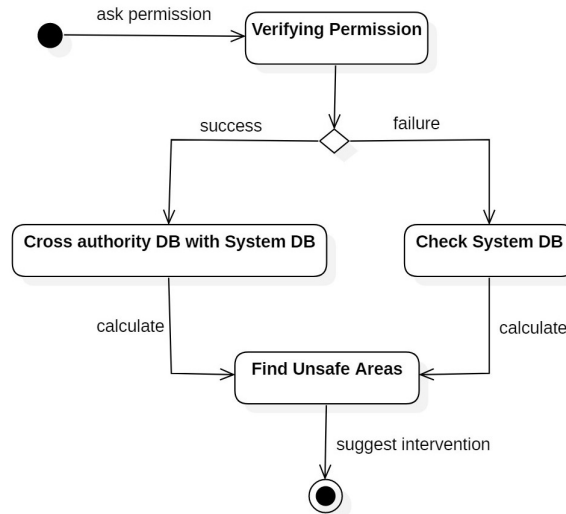 ask permission
Verifying Permission
success
failure
Cross authority DB with System DB
Check System DB
calculate
calculate
Find Unsafe Areas
suggest intervention